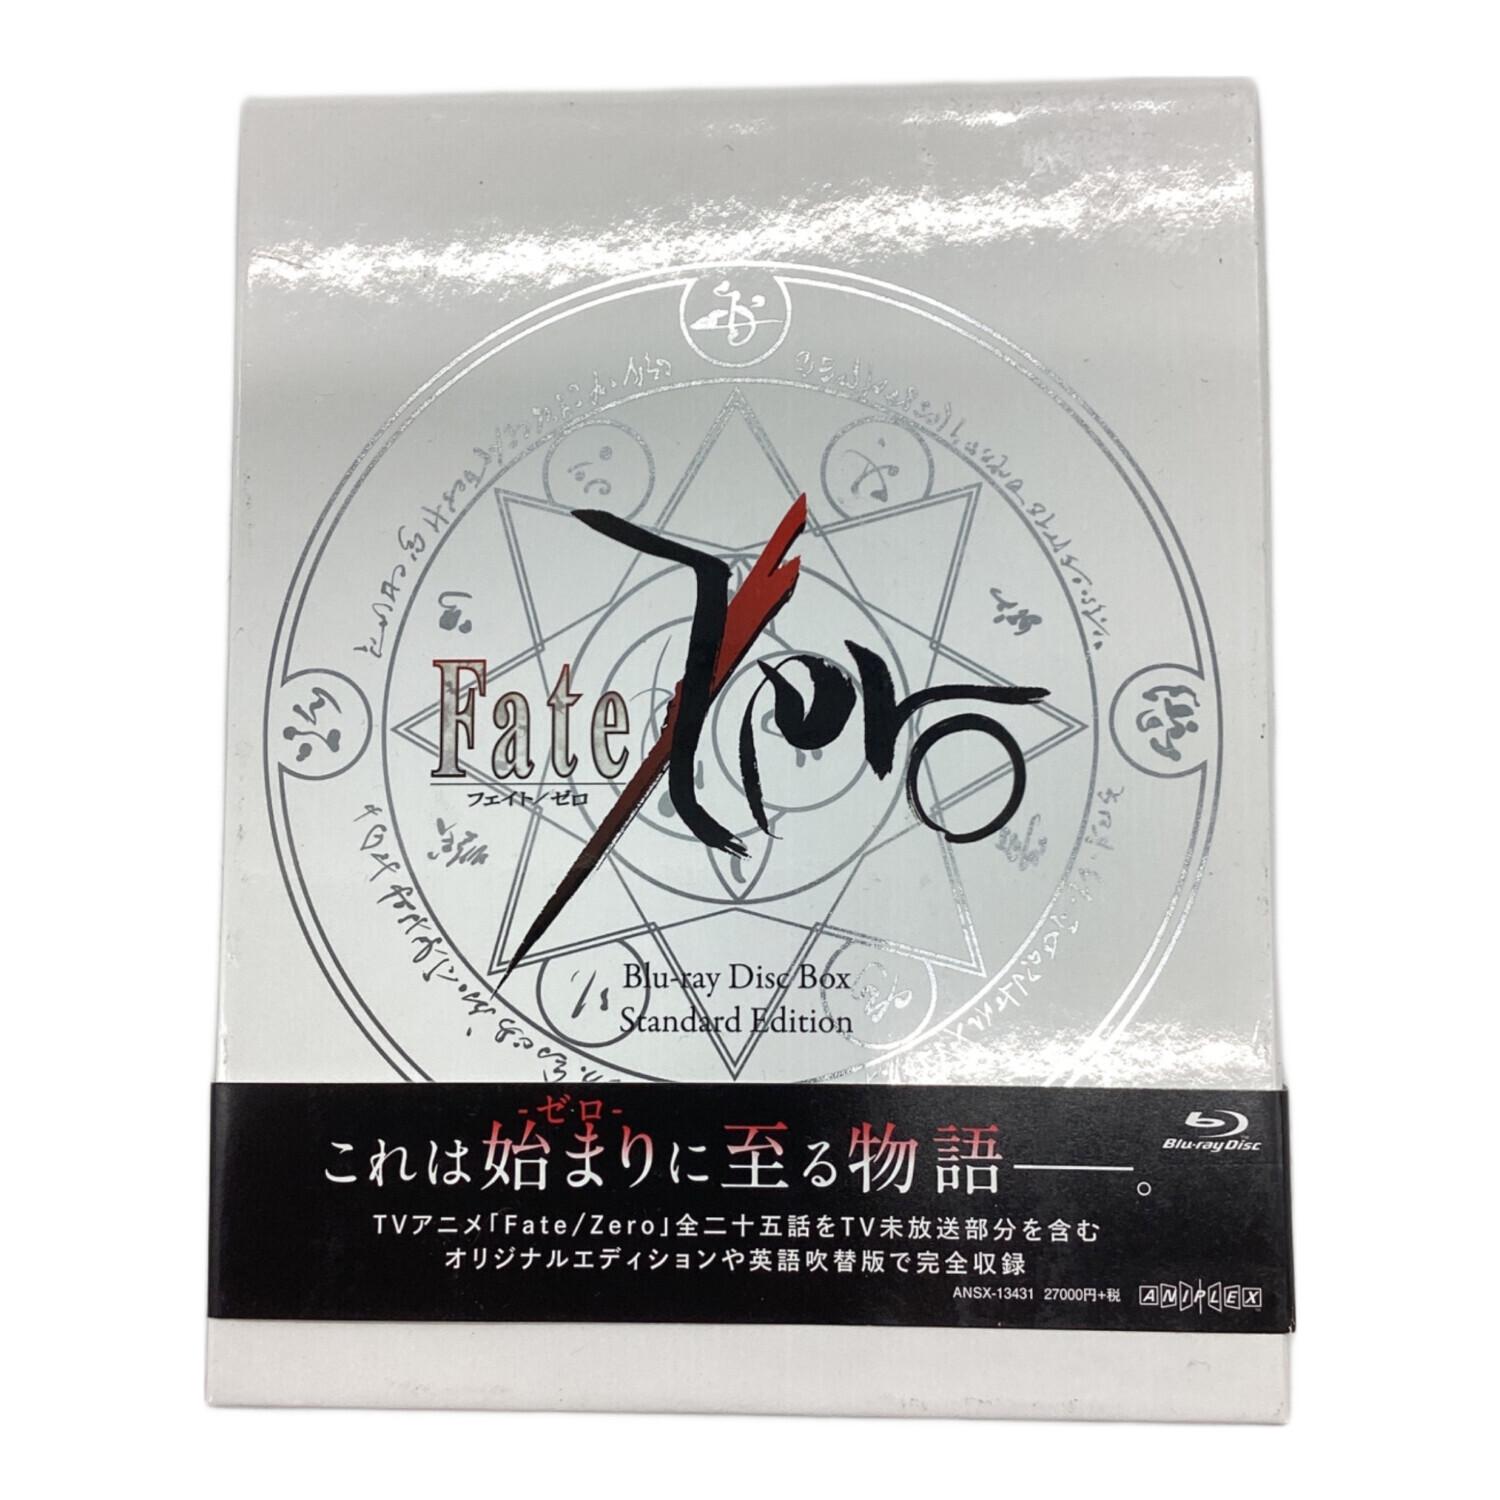 Fate/Zero
フェイト/ゼロ
Blu-ray Disc Box
Standard Edition
-ゼロ-
これは始まりに至る物語――。
Blu-ray Disc
TVアニメ「Fate/Zero」全二十五話をTV未放送部分を含む
オリジナルエディションや英語吹替版で完全収録
ANSX-13431 27000円+税 ANIPLEX